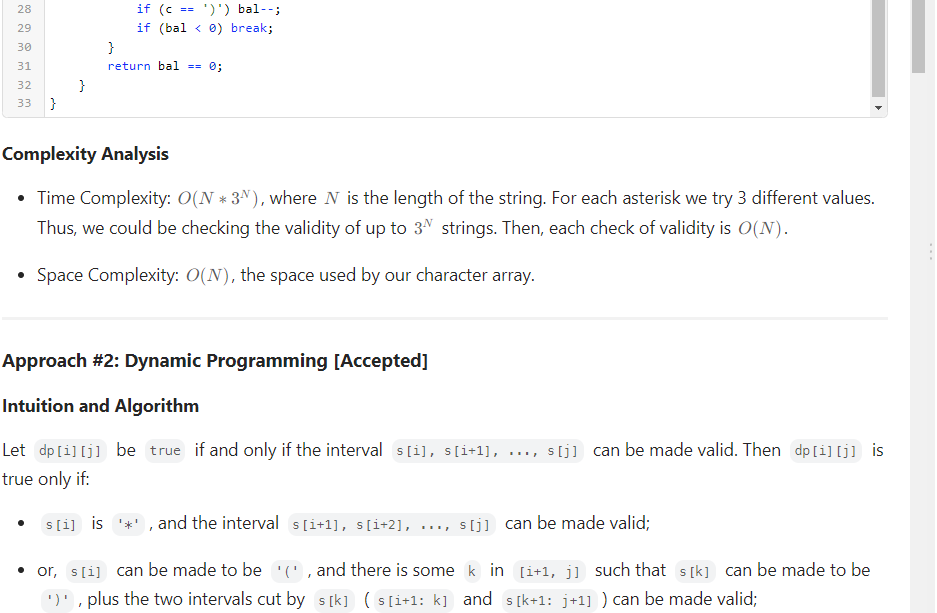 28 if (c == ')') bal--;
29 if (bal < 0) break;
30 }
31 return bal == 0;
32 }
33 }
Complexity Analysis
• Time Complexity: O(N * 3^N), where N is the length of the string. For each asterisk we try 3 different values.
Thus, we could be checking the validity of up to 3^N strings. Then, each check of validity is O(N).
• Space Complexity: O(N), the space used by our character array.
Approach #2: Dynamic Programming [Accepted]
Intuition and Algorithm
Let dp[i][j] be true if and only if the interval s[i], s[i+1], ..., s[j] can be made valid. Then dp[i][j] is
true only if:
• s[i] is '*', and the interval s[i+1], s[i+2], ..., s[j] can be made valid;
• or, s[i] can be made to be '(', and there is some k in [i+1, j] such that s[k] can be made to be
')', plus the two intervals cut by s[k] (s[i+1: k] and s[k+1: j+1]) can be made valid;